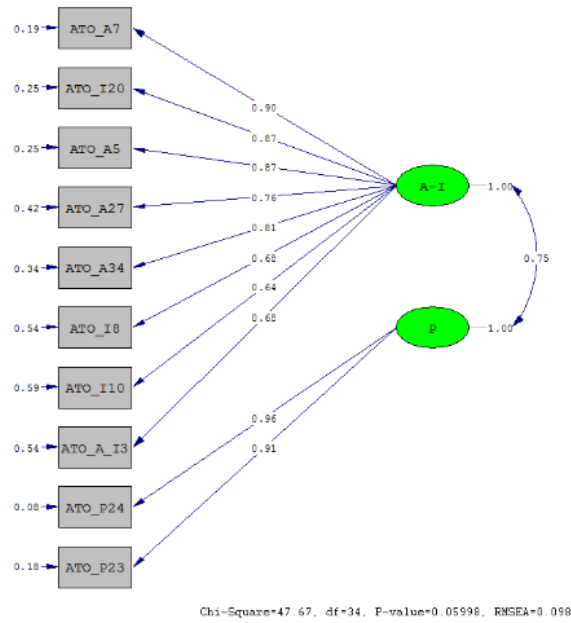 0.19 ATO_A7
0.25 ATO_I20
0.90
0.87
0.25 ATO_A5
0.87
0.76
A-I 1.00
0.42 ATO_A27
0.81
0.75
0.34 ATO_A34
0.68
0.64
0.68
0.54 ATO_I8
P 1.00
0.59 ATO_I10
0.96
0.91
0.54 ATO_A_I3
0.08 ATO_P24
0.18 ATO_P23
Chi-Square=47.67, df=34, P-value=0.05998, RMSEA=0.098